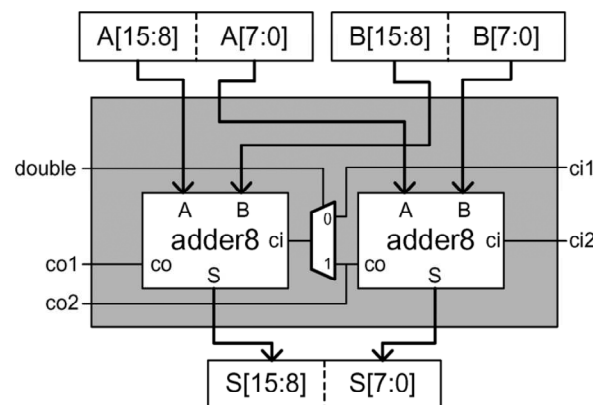 A[15:8] A[7:0] B[15:8] B[7:0]
double ci1
A B 0 A B
adder8 ci adder8 ci ci2
co1 co 1 co
S S
co2
S[15:8] S[7:0]